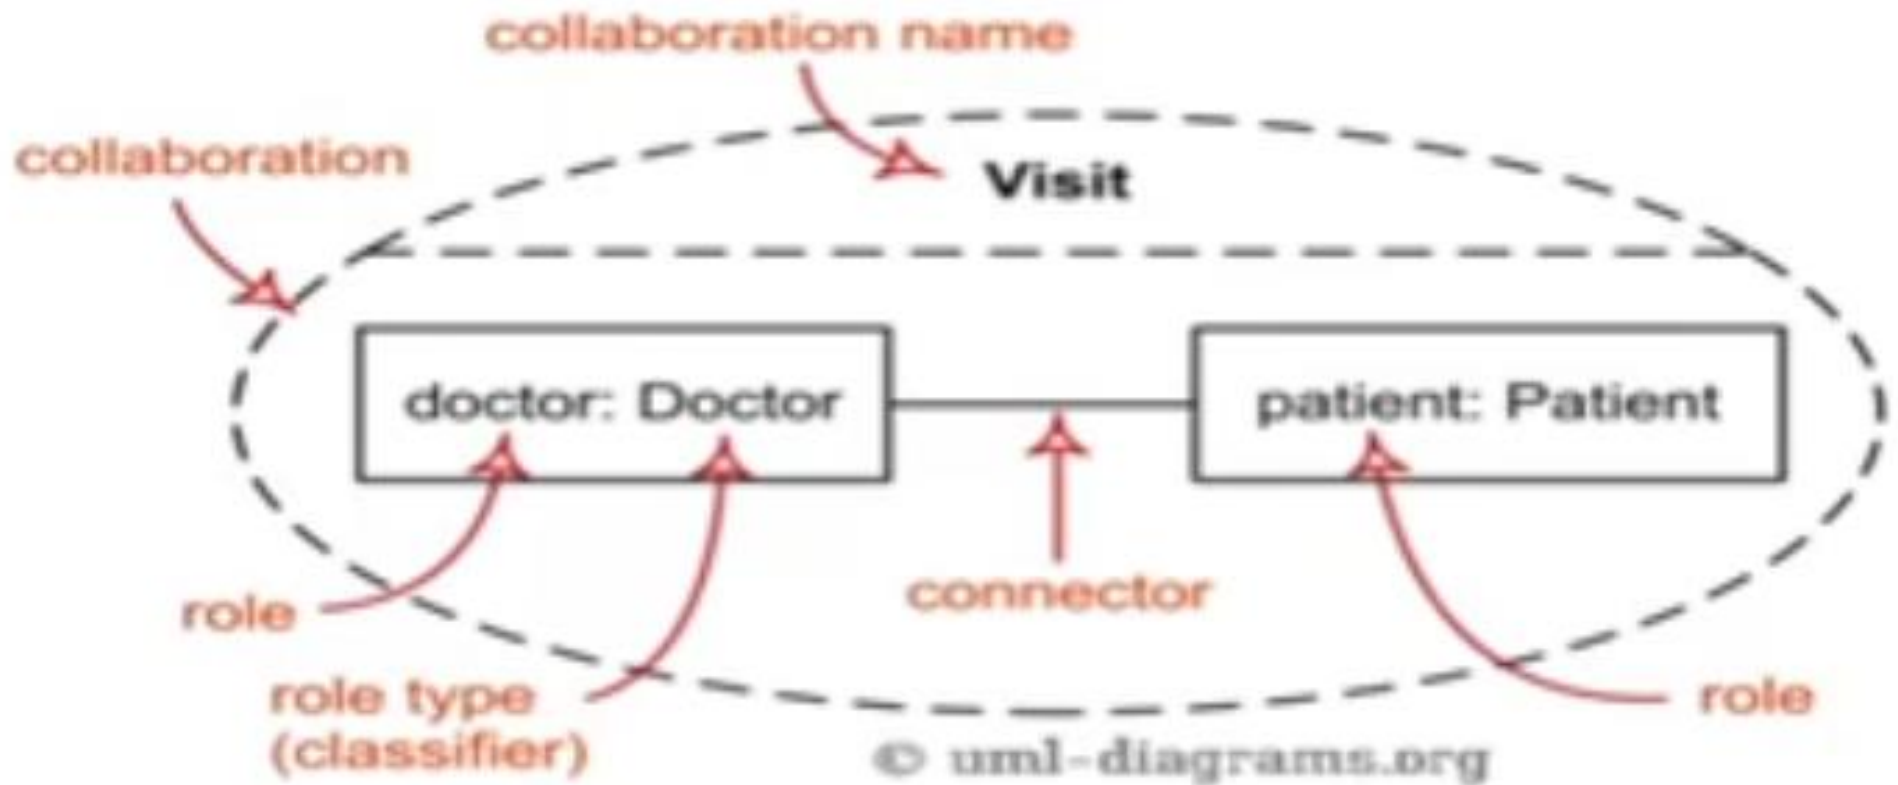 collaboration name
collaboration
Visit
doctor: Doctor
patient: Patient
role
connector
role type
(classifier)
role
© uml-diagrams.org